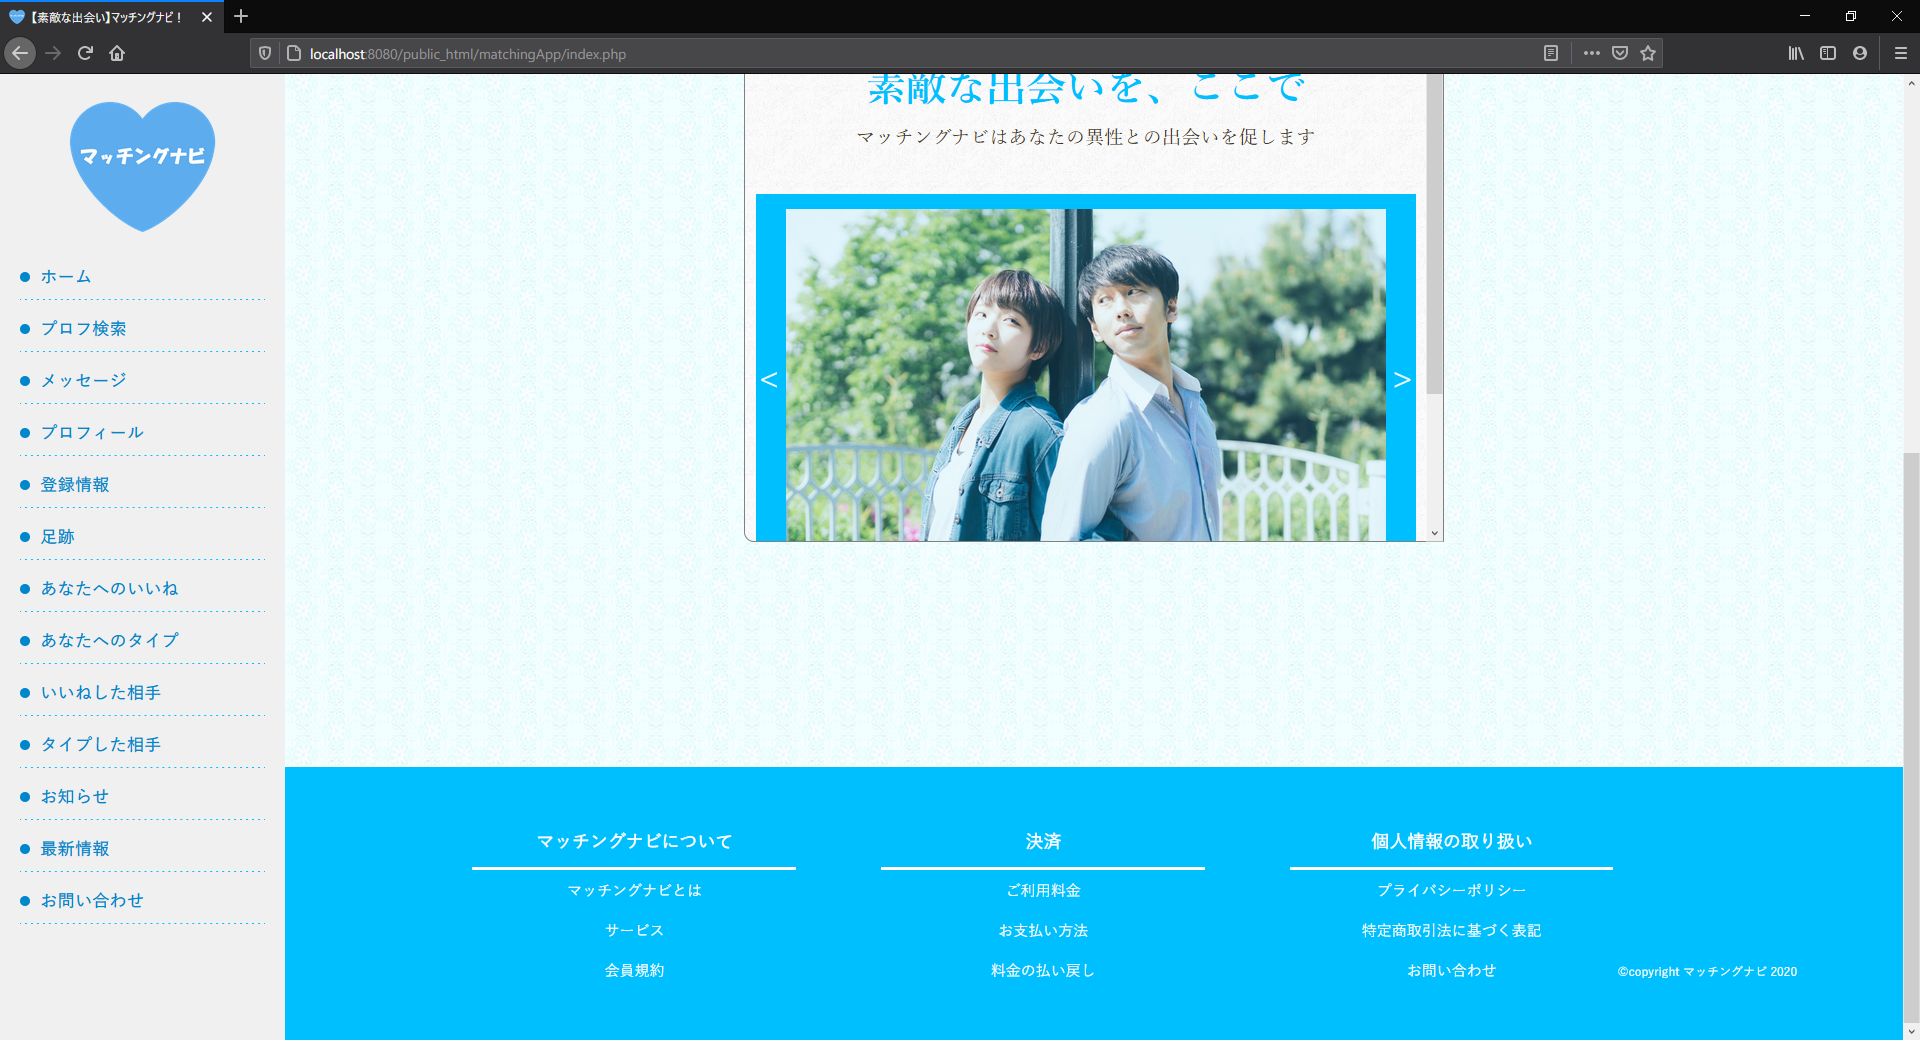 【素敵な出会い】マッチングナビ！
localhost:8080/public_html/matchingApp/index.php
マッチングナビ
ホーム
プロフ検索
メッセージ
プロフィール
登録情報
足跡
あなたへのいいね
あなたへのタイプ
いいねした相手
タイプした相手
お知らせ
最新情報
お問い合わせ
素敵な出会いを、ここで
マッチングナビはあなたの異性との出会いを促します
<
>
マッチングナビについて
マッチングナビとは
サービス
会員規約
決済
ご利用料金
お支払い方法
料金の払い戻し
個人情報の取り扱い
プライバシーポリシー
特定商取引法に基づく表記
お問い合わせ
©copyright マッチングナビ 2020